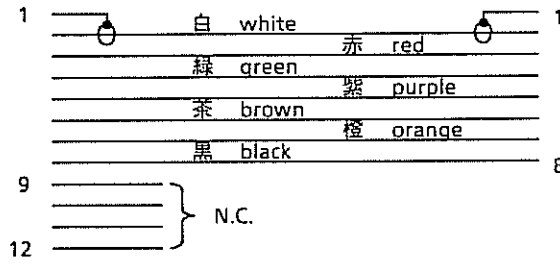 1 1
白 white
赤 red
緑 green
紫 purple
茶 brown
橙 orange
黒 black
8
9
N.C.
12